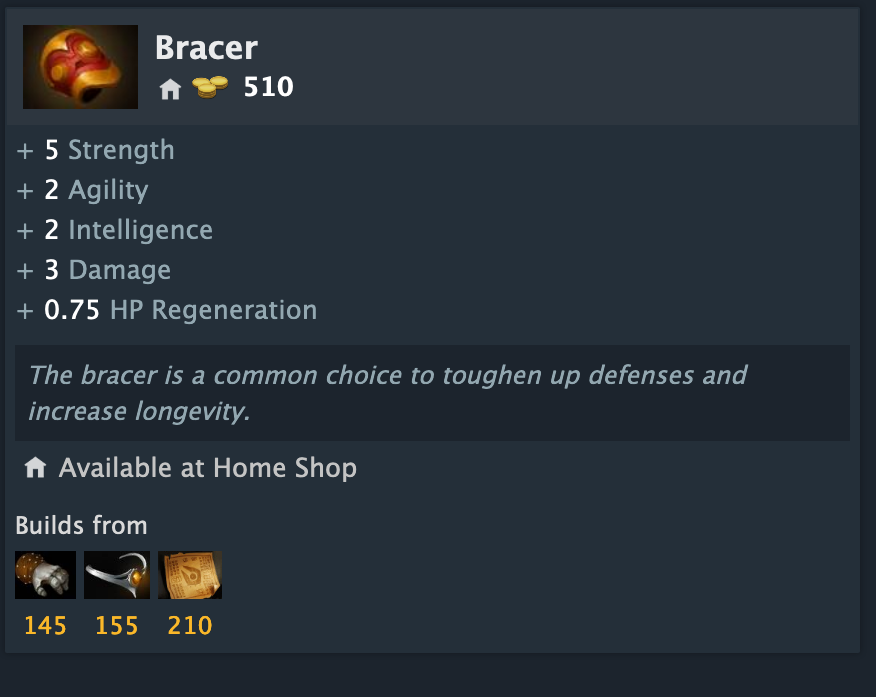 Bracer
510
+ 5 Strength
+ 2 Agility
+ 2 Intelligence
+ 3 Damage
+ 0.75 HP Regeneration
The bracer is a common choice to toughen up defenses and
increase longevity.
Available at Home Shop
Builds from
145 155 210